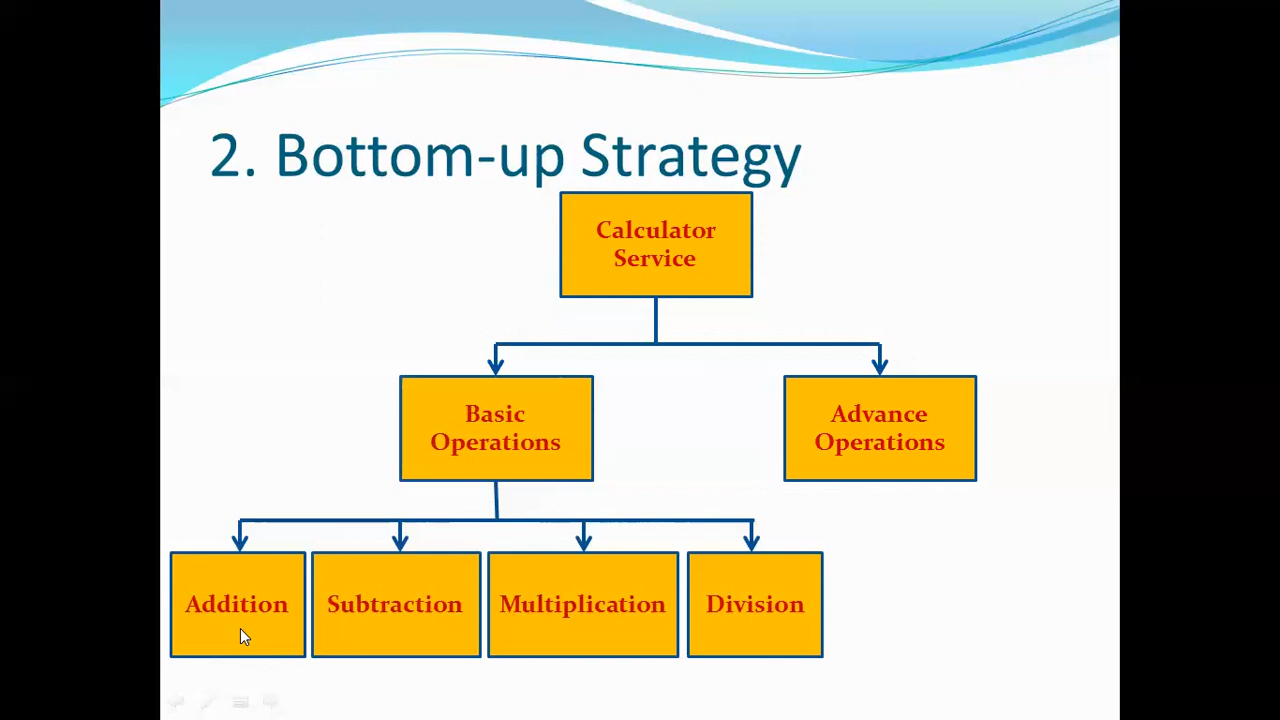 2. Bottom-up Strategy
Calculator
Service
Basic
Operations
Advance
Operations
Addition
Subtraction
Multiplication
Division